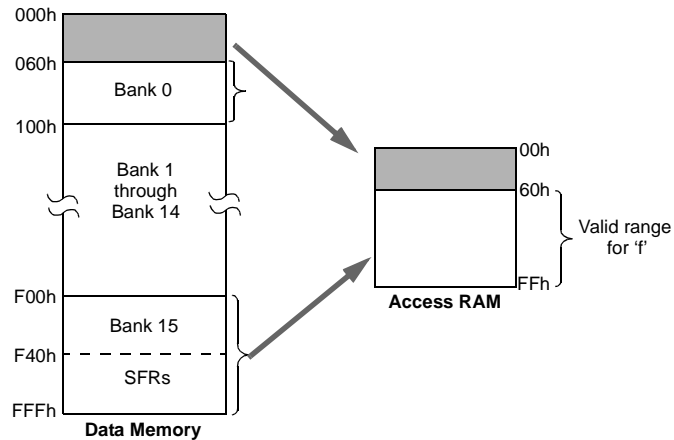 000h
060h
Bank 0
100h
Bank 1
through
Bank 14
F00h
Bank 15
F40h
SFRs
FFFh
Data Memory
00h
60h
Valid range
for ‘f’
FFh
Access RAM